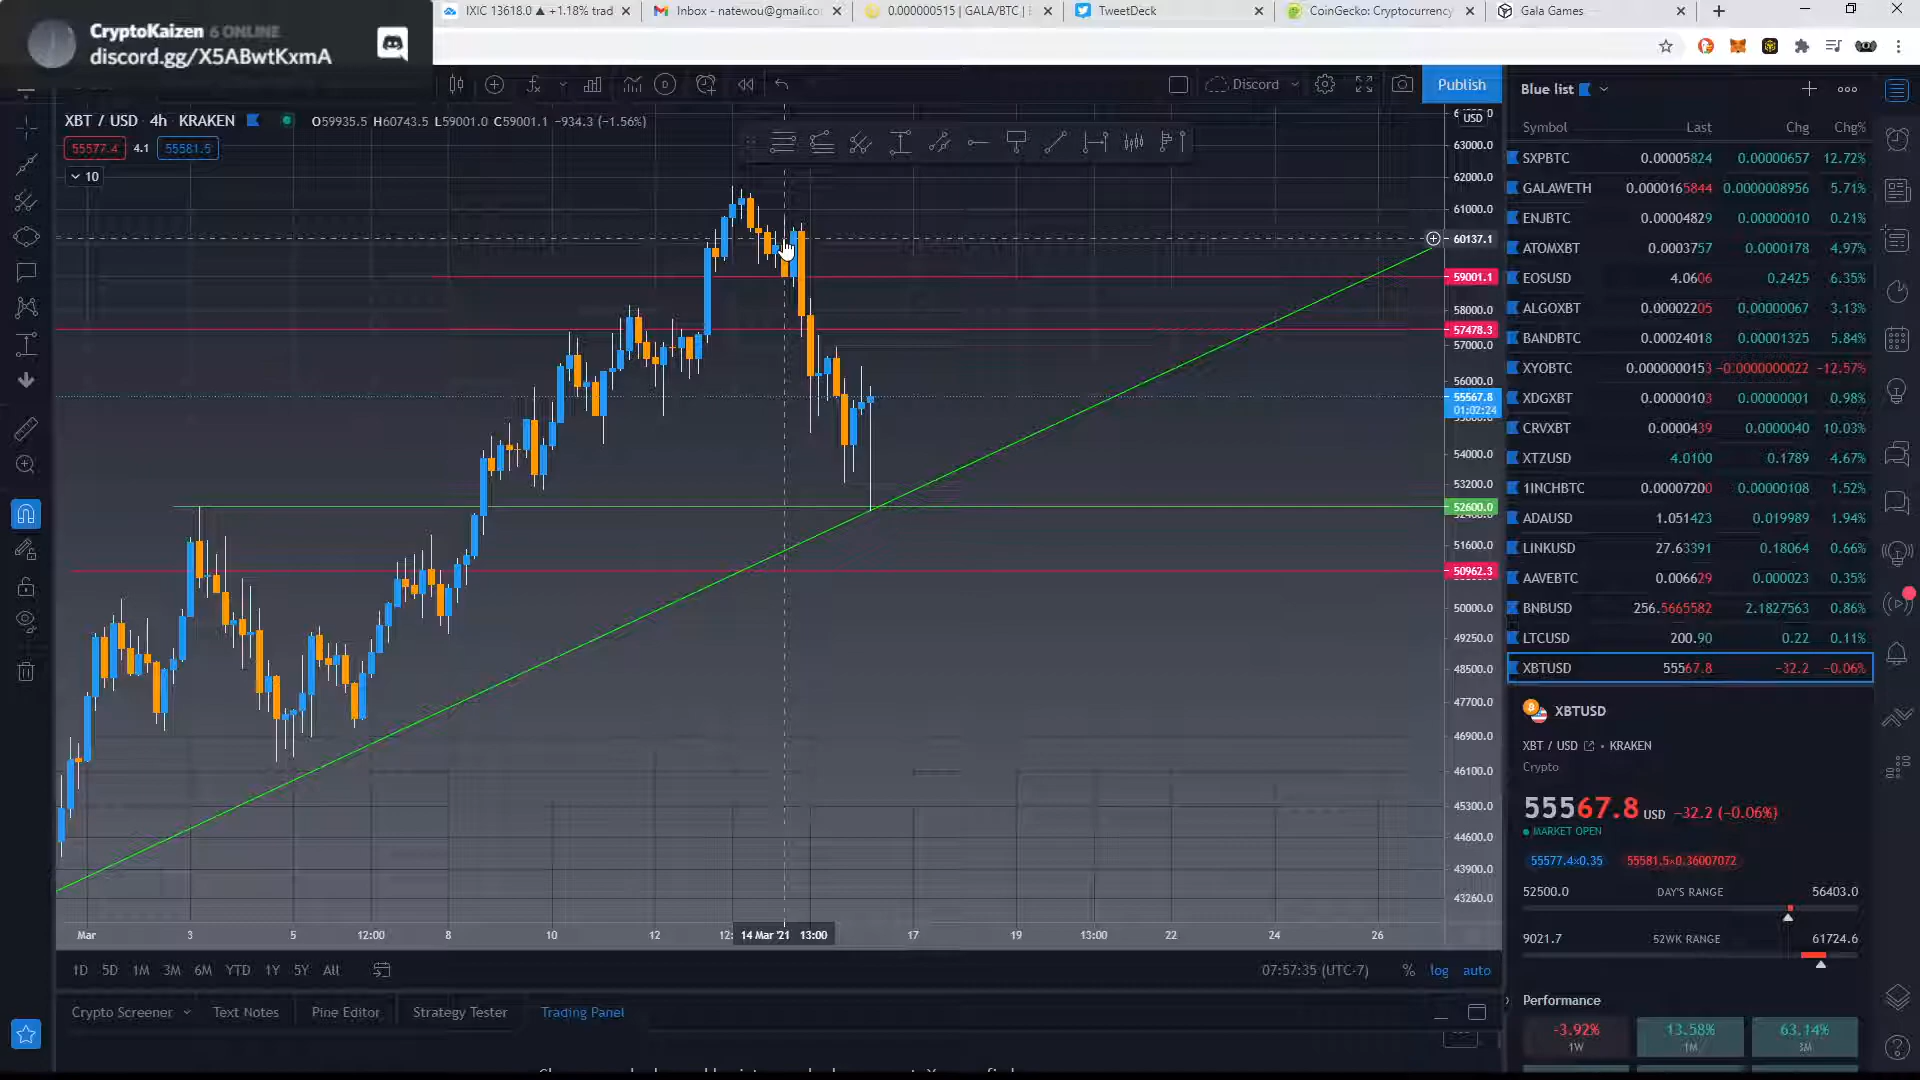 CryptoKaizen 6 ONLINE
discord.gg/X5ABwtKxmA
IXIC 13618.0 ▲ +1.18% trad
Inbox - natewou@gmail.co
0.000000515 | GALA/BTC |
TweetDeck
CoinGecko: Cryptocurrency
Gala Games
Discord
Publish
XBT / USD 4h KRAKEN
O59935.5 H60743.5 L59001.0 C59001.1 -934.3 (-1.56%)
55577.4 4.1 55581.5
10
USD
63000.0
62000.0
61000.0
60137.1
59001.1
58000.0
57478.3
57000.0
56000.0
55567.8
01:02:24
54000.0
53200.0
52600.0
51600.0
50962.3
50000.0
49250.0
48500.0
47700.0
46900.0
46100.0
45300.0
44600.0
43900.0
43260.0
Mar 3 5 12:00 8 10 12 12: 14 Mar '21 13:00 17 19 13:00 22 24 26
1D 5D 1M 3M 6M YTD 1Y 5Y All
07:57:35 (UTC-7) % log auto
Crypto Screener Text Notes Pine Editor Strategy Tester Trading Panel
Blue list
Symbol Last Chg Chg%
SXPBTC 0.00005824 0.00000657 12.72%
GALAWETH 0.0000165844 0.0000008956 5.71%
ENJBTC 0.00004829 0.00000010 0.21%
ATOMXBT 0.0003757 0.0000178 4.97%
EOSUSD 4.0606 0.2425 6.35%
ALGOXBT 0.00002205 0.00000067 3.13%
BANDBTC 0.00024018 0.00001325 5.84%
XYOBTC 0.000000153 -0.0000000022 -12.57%
XDGXBT 0.00000103 0.00000001 0.98%
CRVXBT 0.0000439 0.0000040 10.03%
XTZUSD 4.0100 0.1789 4.67%
1INCHBTC 0.00007200 0.00000108 1.52%
ADAUSD 1.051423 0.019989 1.94%
LINKUSD 27.63391 0.18064 0.66%
AAVEBTC 0.006629 0.000023 0.35%
BNBUSD 256.5665582 2.1827563 0.86%
LTCUSD 200.90 0.22 0.11%
XBTUSD 55567.8 -32.2 -0.06%
XBTUSD
XBT / USD • KRAKEN
Crypto
55567.8 USD -32.2 (-0.06%)
MARKET OPEN
55577.4×0.35 55581.5×0.36007072
52500.0 DAY'S RANGE 56403.0
9021.7 52WK RANGE 61724.6
Performance
-3.92% 13.58% 63.14%
1W 1M 3M